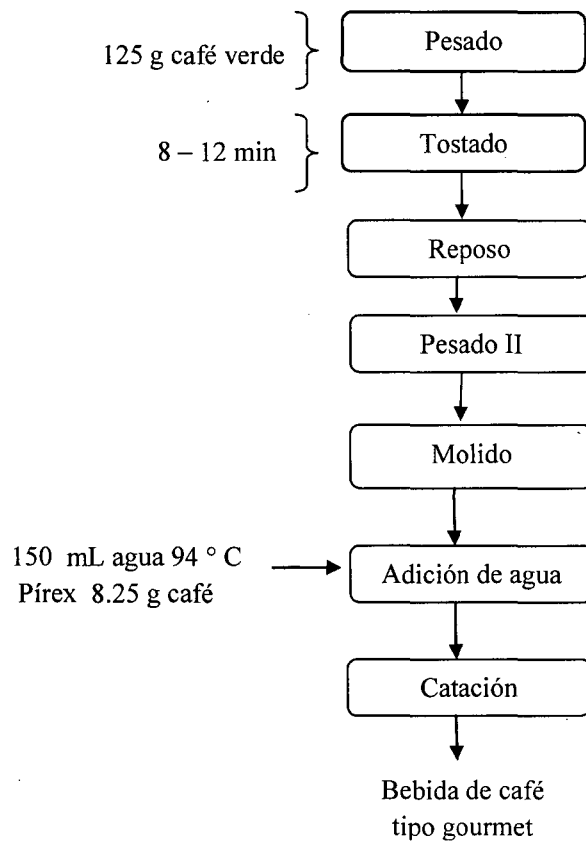 125 g café verde
Pesado
8 – 12 min
Tostado
Reposo
Pesado II
Molido
150 mL agua 94 ° C
Pírex 8.25 g café
Adición de agua
Catación
Bebida de café
tipo gourmet